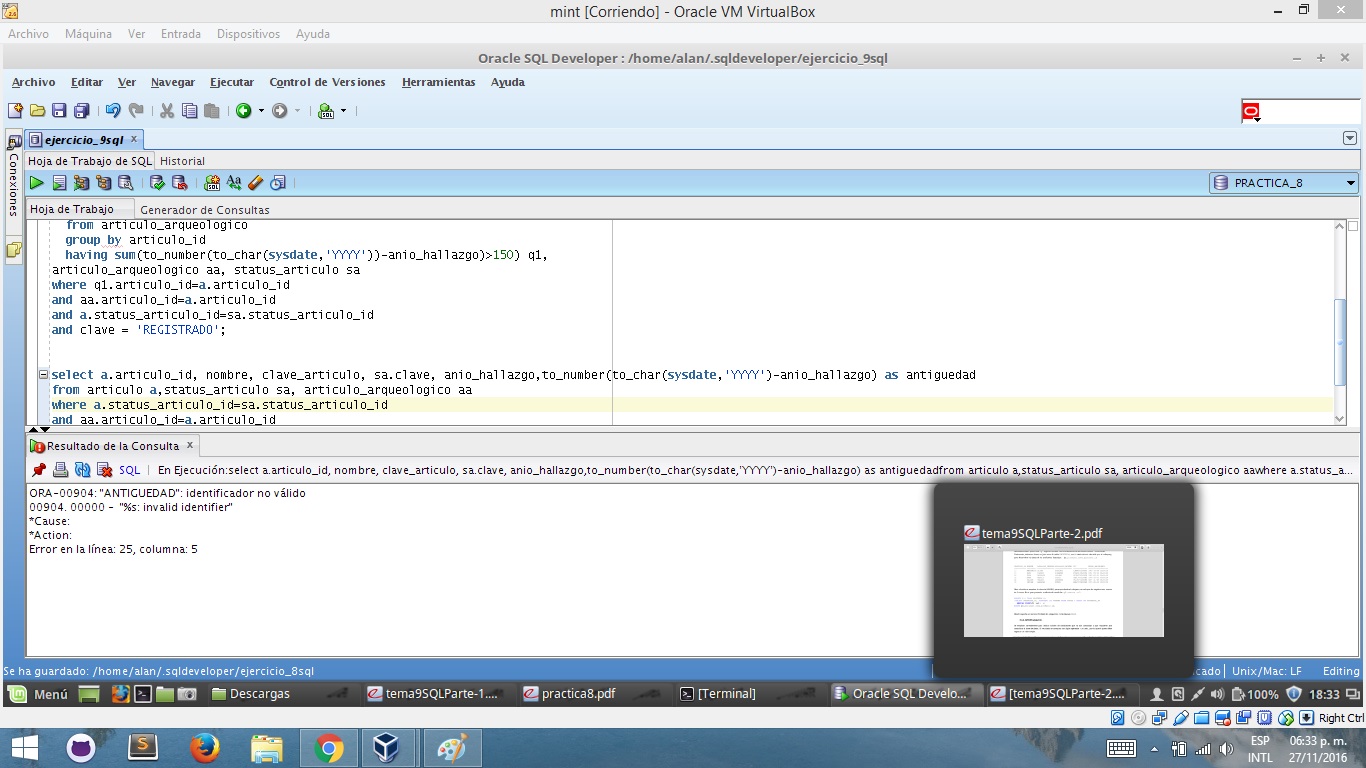 mint [Corriendo] - Oracle VM VirtualBox
Archivo Máquina Ver Entrada Dispositivos Ayuda
Oracle SQL Developer : /home/alan/.sqldeveloper/ejercicio_9sql
Archivo Editar Ver Navegar Ejecutar Control de Versiones Herramientas Ayuda
ejercicio_9sql
Conexiones
Hoja de Trabajo de SQL Historial
PRACTICA_8
Hoja de Trabajo Generador de Consultas
from articulo_arqueologico
group by articulo_id
having sum(to_number(to_char(sysdate,'YYYY'))-anio_hallazgo)>150) q1,
articulo_arqueologico aa, status_articulo sa
where q1.articulo_id=a.articulo_id
and aa.articulo_id=a.articulo_id
and a.status_articulo_id=sa.status_articulo_id
and clave = 'REGISTRADO';
select a.articulo_id, nombre, clave_articulo, sa.clave, anio_hallazgo,to_number(to_char(sysdate,'YYYY')-anio_hallazgo) as antiguedad
from articulo a,status_articulo sa, articulo_arqueologico aa
where a.status_articulo_id=sa.status_articulo_id
and aa.articulo_id=a.articulo_id
Resultado de la Consulta
SQL | En Ejecución:select a.articulo_id, nombre, clave_articulo, sa.clave, anio_hallazgo,to_number(to_char(sysdate,'YYYY')-anio_hallazgo) as antiguedadfrom articulo a,status_articulo sa, articulo_arqueologico aawhere a.status_a...
ORA-00904: "ANTIGUEDAD": identificador no válido
00904. 00000 - "%s: invalid identifier"
*Cause:
*Action:
Error en la línea: 25, columna: 5
tema9SQLParte-2.pdf
Se ha guardado: /home/alan/.sqldeveloper/ejercicio_8sql
cado Unix/Mac: LF Editing
Menú Descargas tema9SQLParte-1.... practica8.pdf [Terminal] Oracle SQL Develo... [tema9SQLParte-2.... 100% 18:33
Right Ctrl
ESP
INTL
06:33 p. m.
27/11/2016